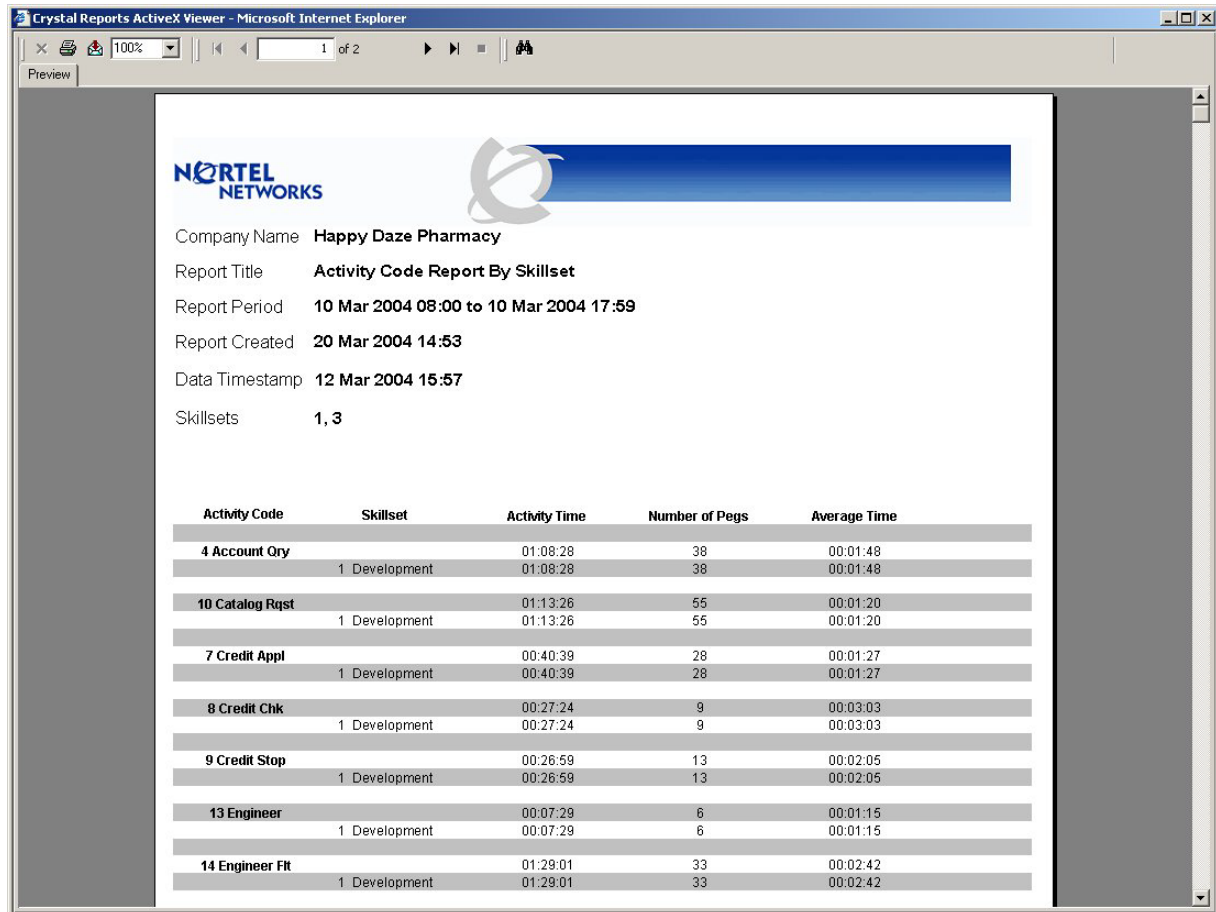 Crystal Reports ActiveX Viewer - Microsoft Internet Explorer
100% 1 of 2
Preview
NORTEL
NETWORKS
Company Name Happy Daze Pharmacy
Report Title Activity Code Report By Skillset
Report Period 10 Mar 2004 08:00 to 10 Mar 2004 17:59
Report Created 20 Mar 2004 14:53
Data Timestamp 12 Mar 2004 15:57
Skillsets 1, 3
Activity Code Skillset Activity Time Number of Pegs Average Time
4 Account Qry 01:08:28 38 00:01:48
1 Development 01:08:28 38 00:01:48
10 Catalog Rqst 01:13:26 55 00:01:20
1 Development 01:13:26 55 00:01:20
7 Credit Appl 00:40:39 28 00:01:27
1 Development 00:40:39 28 00:01:27
8 Credit Chk 00:27:24 9 00:03:03
1 Development 00:27:24 9 00:03:03
9 Credit Stop 00:26:59 13 00:02:05
1 Development 00:26:59 13 00:02:05
13 Engineer 00:07:29 6 00:01:15
1 Development 00:07:29 6 00:01:15
14 Engineer Flt 01:29:01 33 00:02:42
1 Development 01:29:01 33 00:02:42